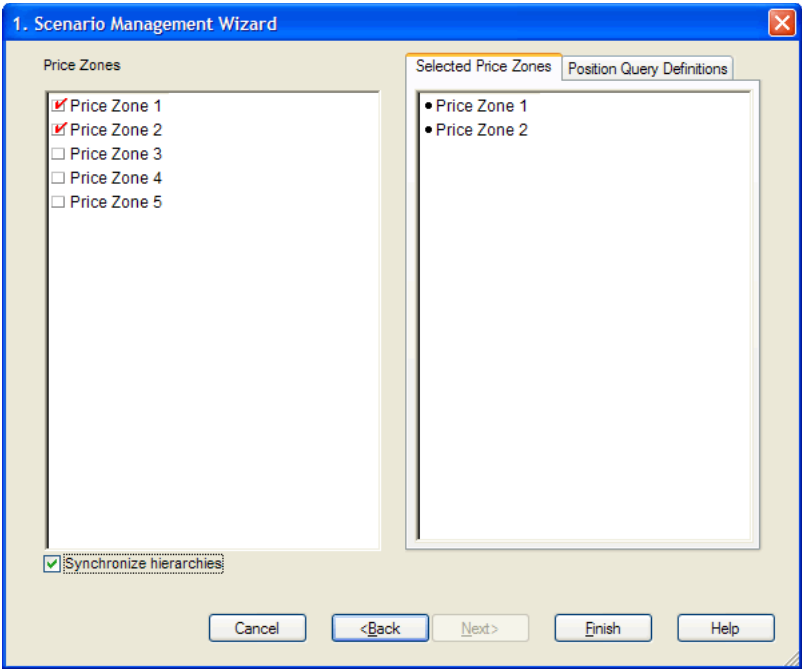 1. Scenario Management Wizard
Price Zones
Price Zone 1
Price Zone 2
Price Zone 3
Price Zone 4
Price Zone 5
Synchronize hierarchies
Selected Price Zones Position Query Definitions
• Price Zone 1
• Price Zone 2
Cancel <Back Next> Finish Help